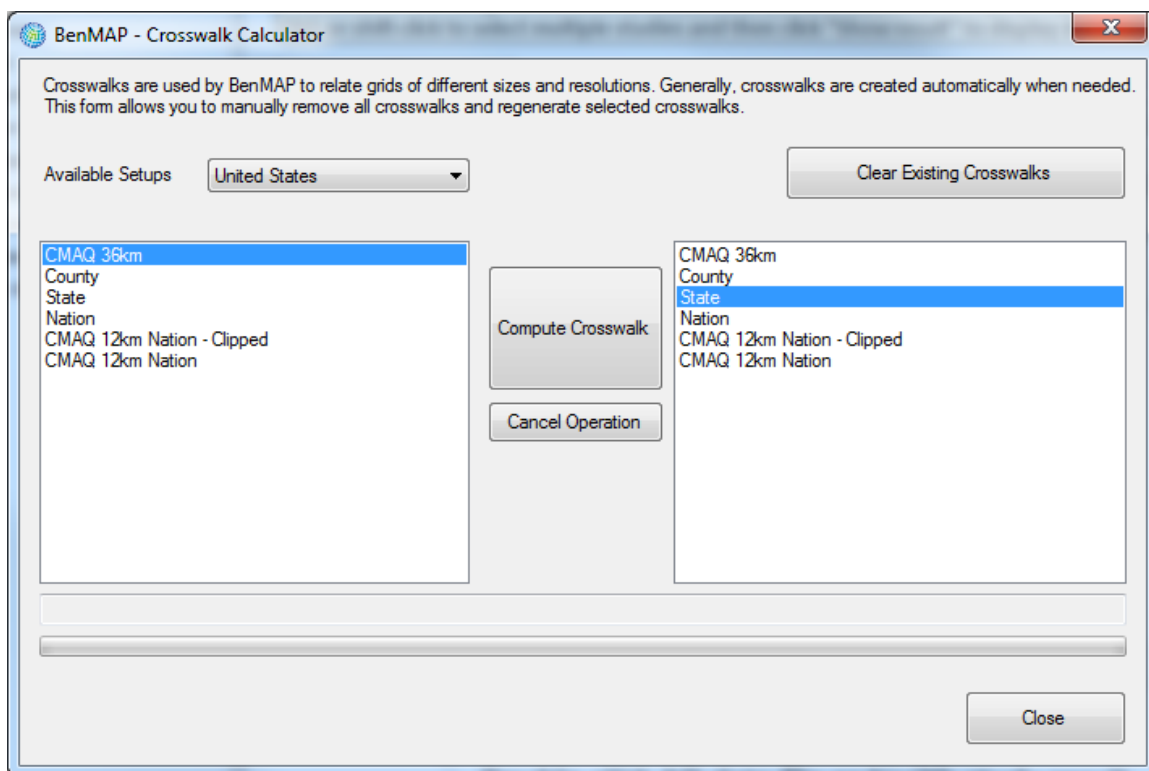 BenMAP - Crosswalk Calculator
Crosswalks are used by BenMAP to relate grids of different sizes and resolutions. Generally, crosswalks are created automatically when needed.
This form allows you to manually remove all crosswalks and regenerate selected crosswalks.
Available Setups
United States
Clear Existing Crosswalks
CMAQ 36km
County
State
Nation
CMAQ 12km Nation - Clipped
CMAQ 12km Nation
Compute Crosswalk
Cancel Operation
CMAQ 36km
County
State
Nation
CMAQ 12km Nation - Clipped
CMAQ 12km Nation
Close